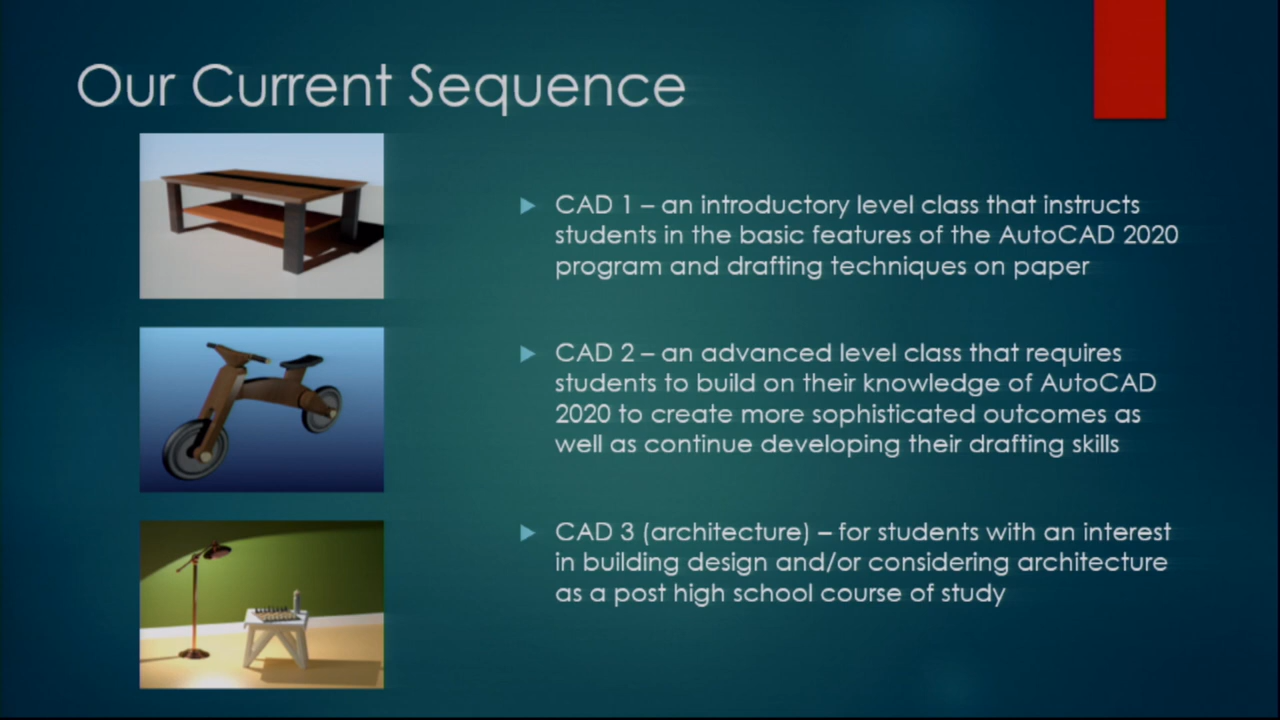 Our Current Sequence
CAD 1 – an introductory level class that instructs
students in the basic features of the AutoCAD 2020
program and drafting techniques on paper
CAD 2 – an advanced level class that requires
students to build on their knowledge of AutoCAD
2020 to create more sophisticated outcomes as
well as continue developing their drafting skills
CAD 3 (architecture) – for students with an interest
in building design and/or considering architecture
as a post high school course of study